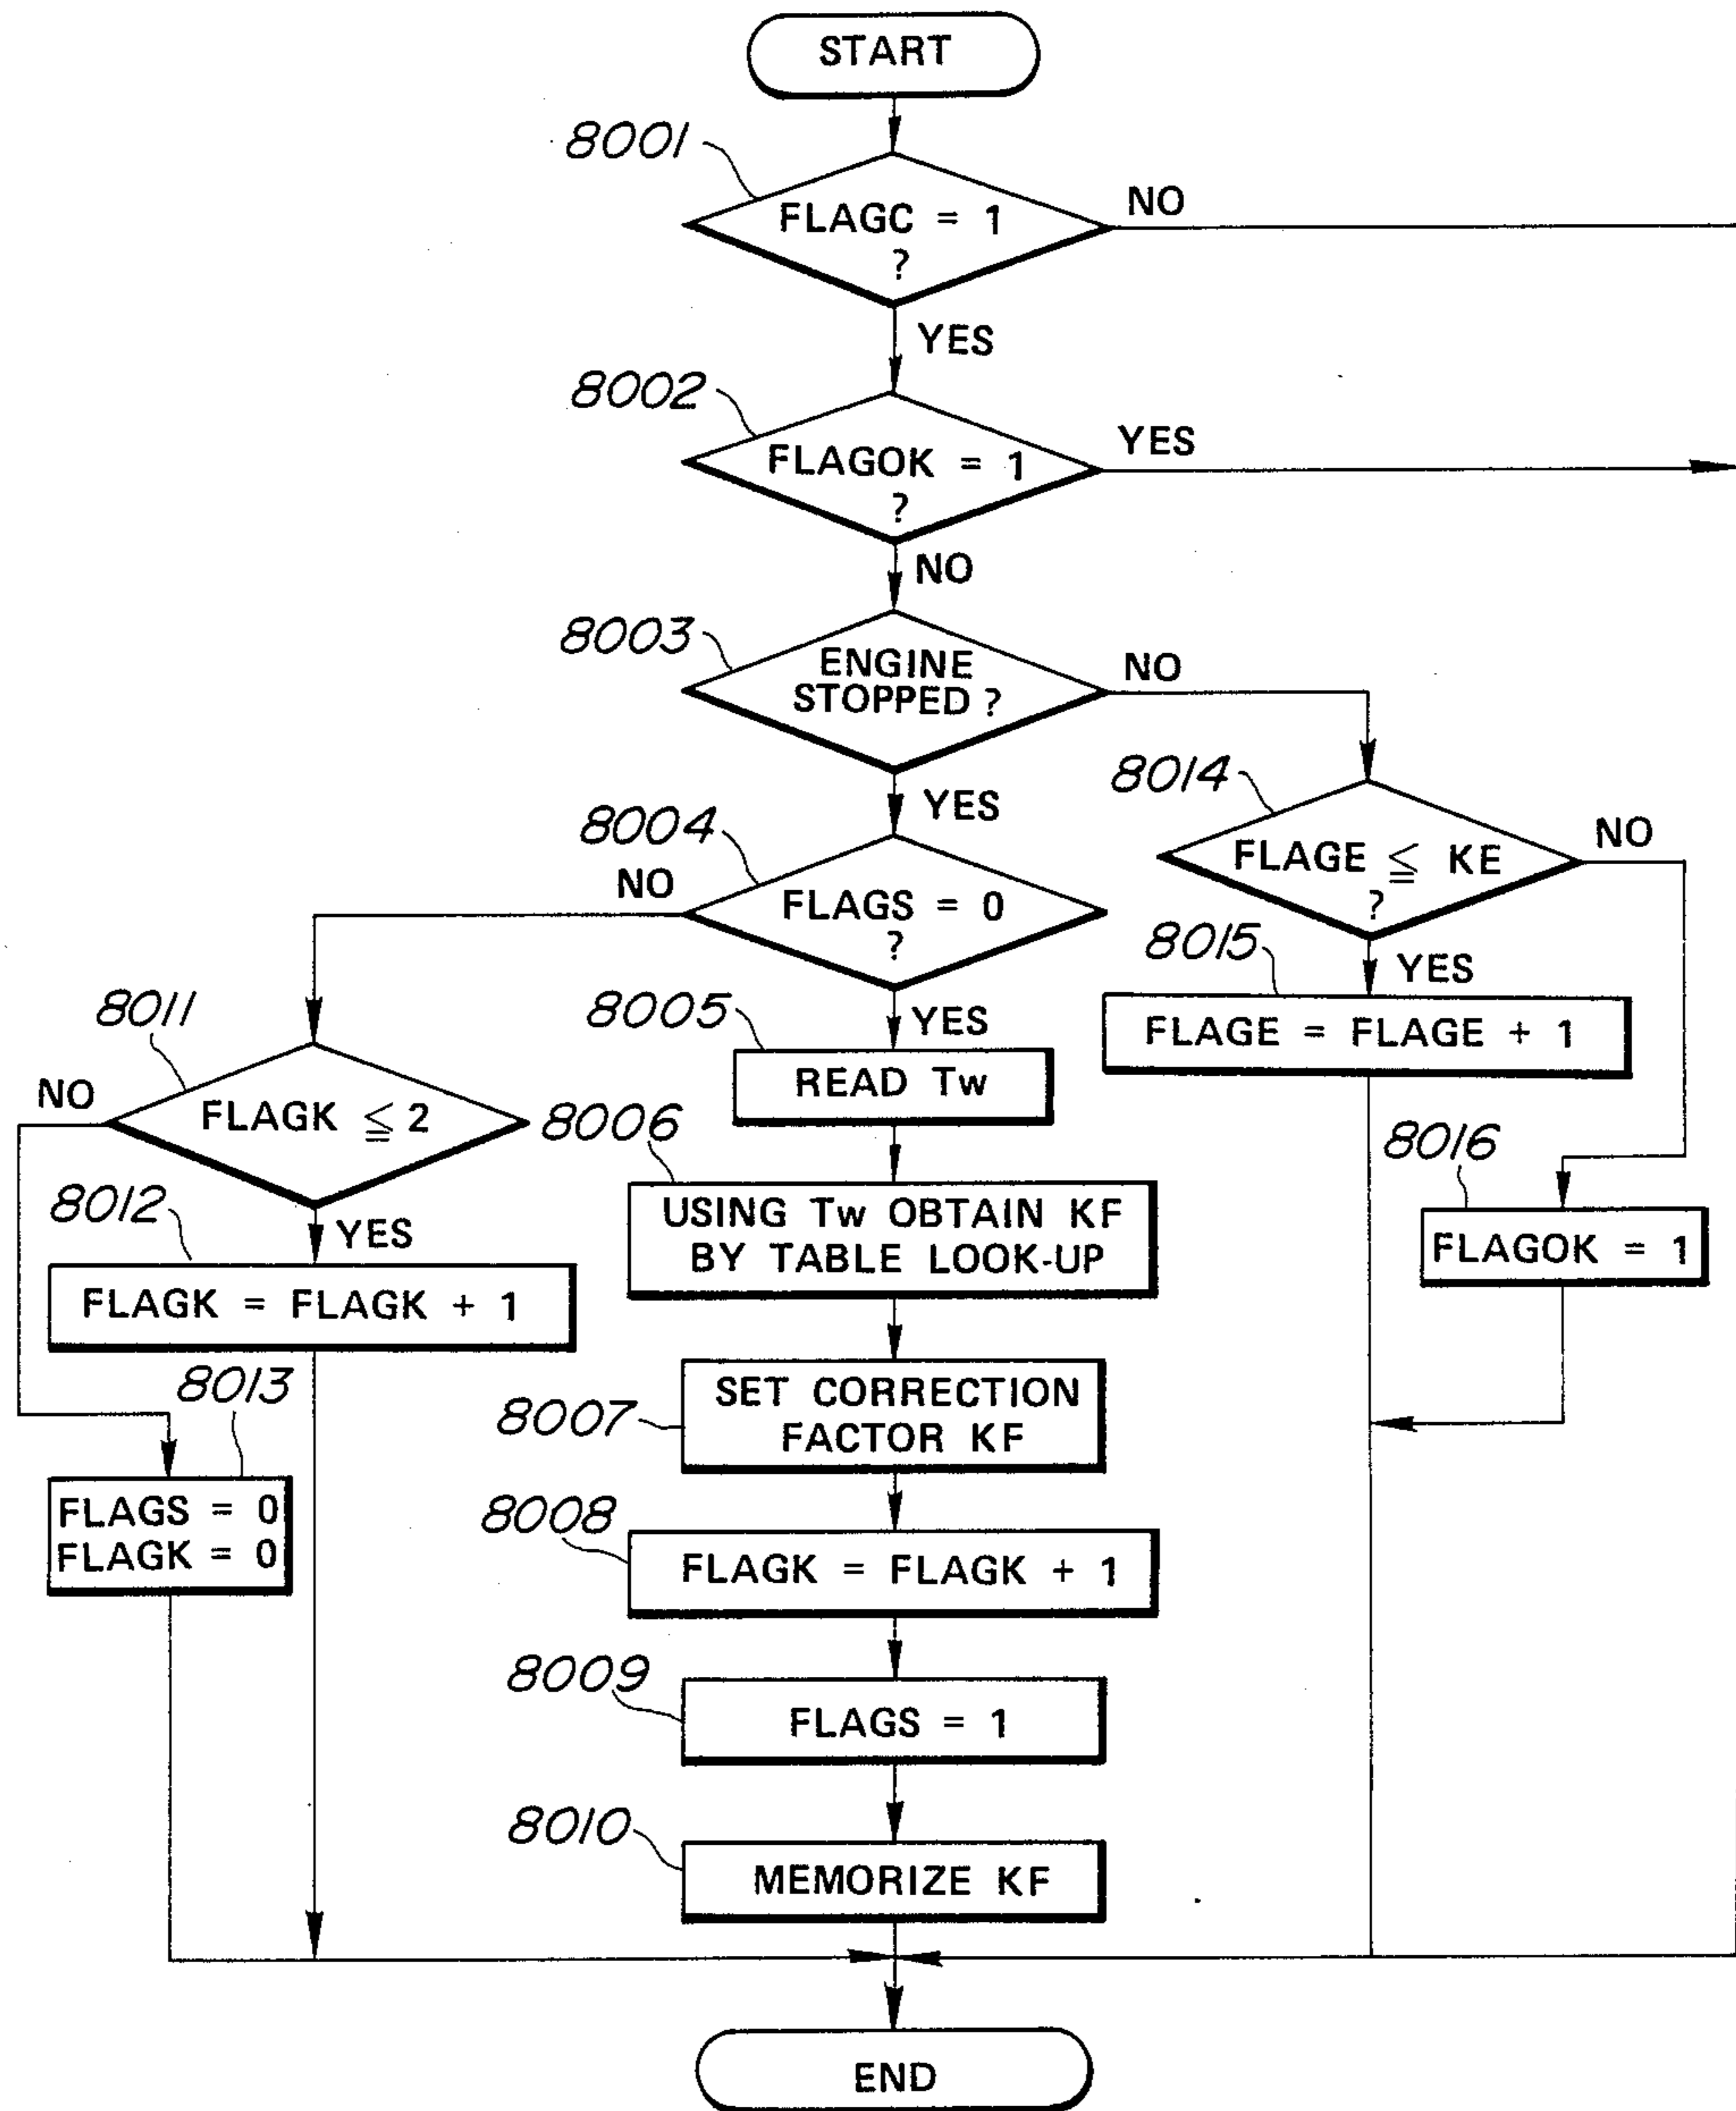 START
8001
FLAGC = 1
?
NO
YES
8002
FLAGOK = 1
?
YES
NO
8003
ENGINE
STOPPED ?
NO
YES
8004
FLAGS = 0
?
NO
YES
8014
FLAGE ≦ KE
?
NO
YES
8015
FLAGE = FLAGE + 1
8016
FLAGOK = 1
8005
READ Tw
8006
USING Tw OBTAIN KF
BY TABLE LOOK-UP
8007
SET CORRECTION
FACTOR KF
8008
FLAGK = FLAGK + 1
8009
FLAGS = 1
8010
MEMORIZE KF
8011
FLAGK ≦ 2
NO
YES
8012
FLAGK = FLAGK + 1
8013
FLAGS = 0
FLAGK = 0
END